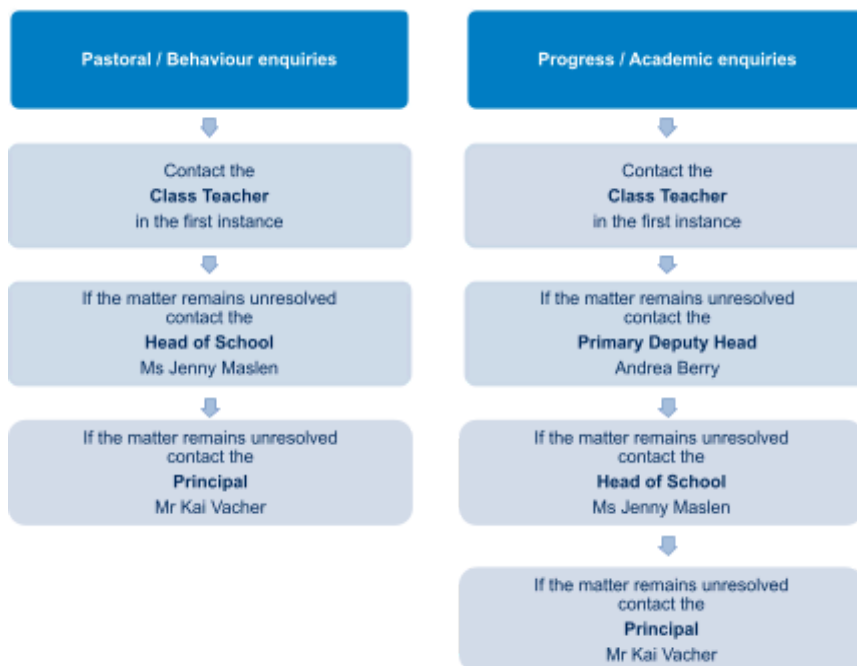 Pastoral / Behaviour enquiries
Contact the
Class Teacher
in the first instance
If the matter remains unresolved
contact the
Head of School
Ms Jenny Maslen
If the matter remains unresolved
contact the
Principal
Mr Kai Vacher
Progress / Academic enquiries
Contact the
Class Teacher
in the first instance
If the matter remains unresolved
contact the
Primary Deputy Head
Andrea Berry
If the matter remains unresolved
contact the
Head of School
Ms Jenny Maslen
If the matter remains unresolved
contact the
Principal
Mr Kai Vacher